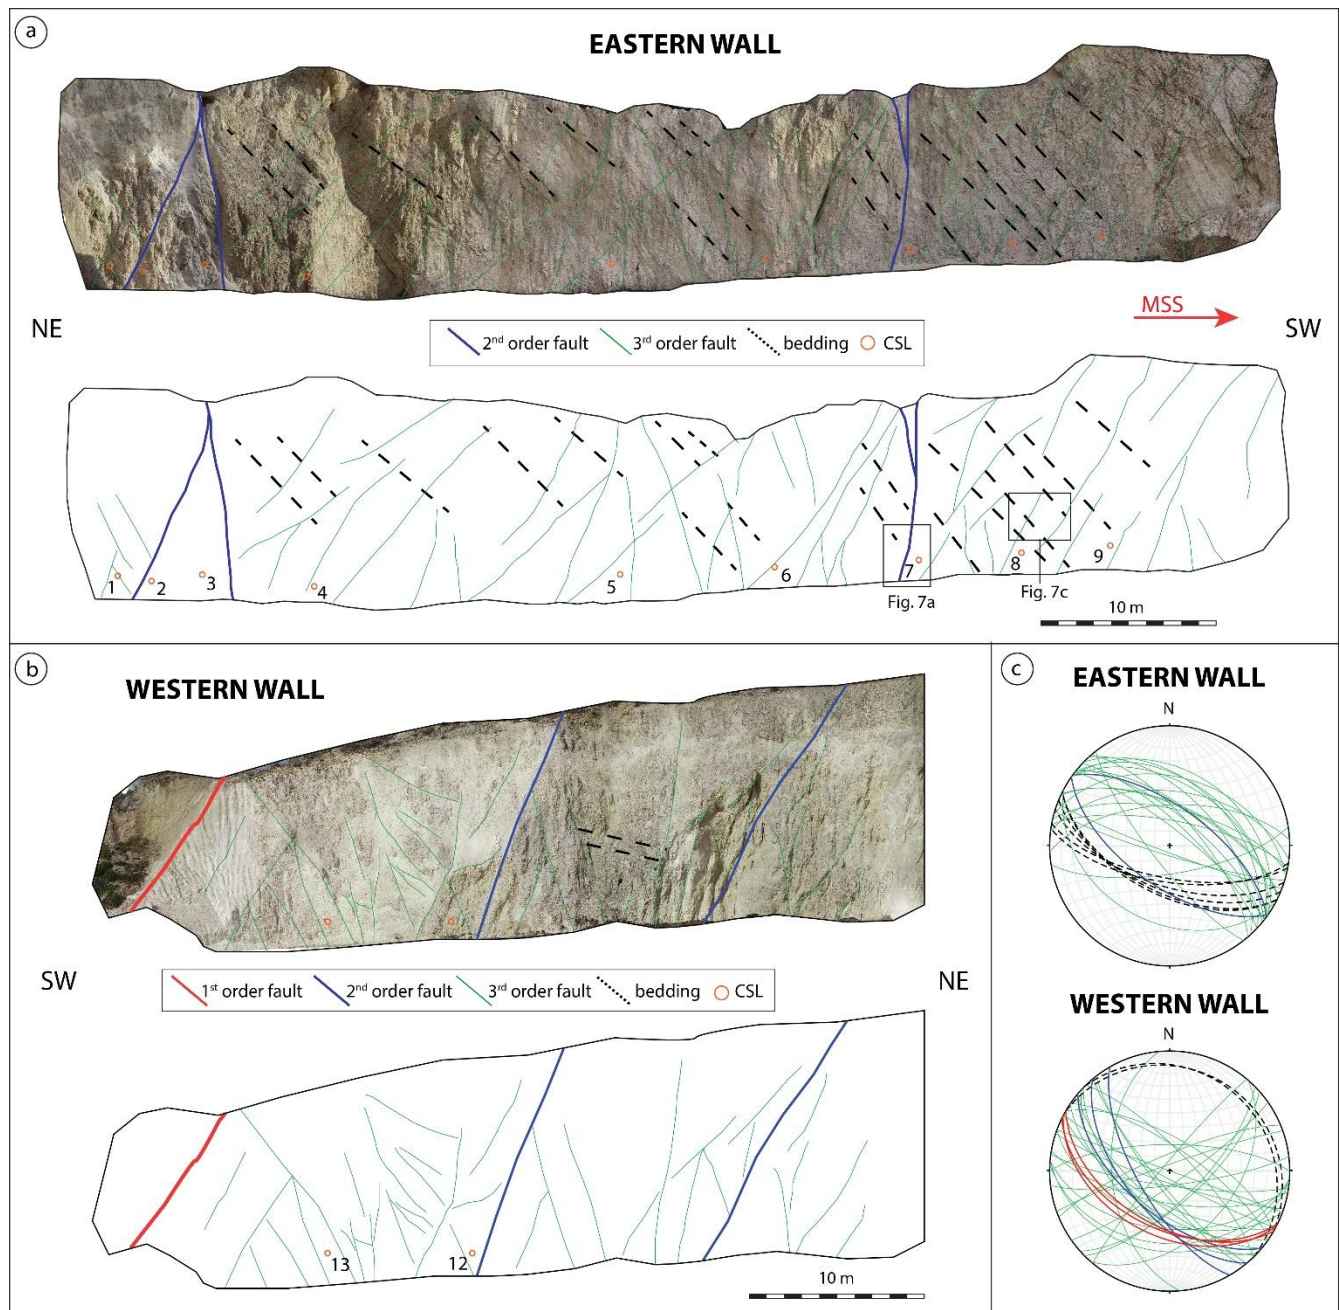 a
EASTERN WALL
NE
MSS
SW
2nd order fault
3rd order fault
bedding
CSL
1
2
3
4
5
6
7
8
9
Fig. 7a
Fig. 7c
10 m
b
WESTERN WALL
SW
NE
1st order fault
2nd order fault
3rd order fault
bedding
CSL
13
12
10 m
c
EASTERN WALL
N
WESTERN WALL
N